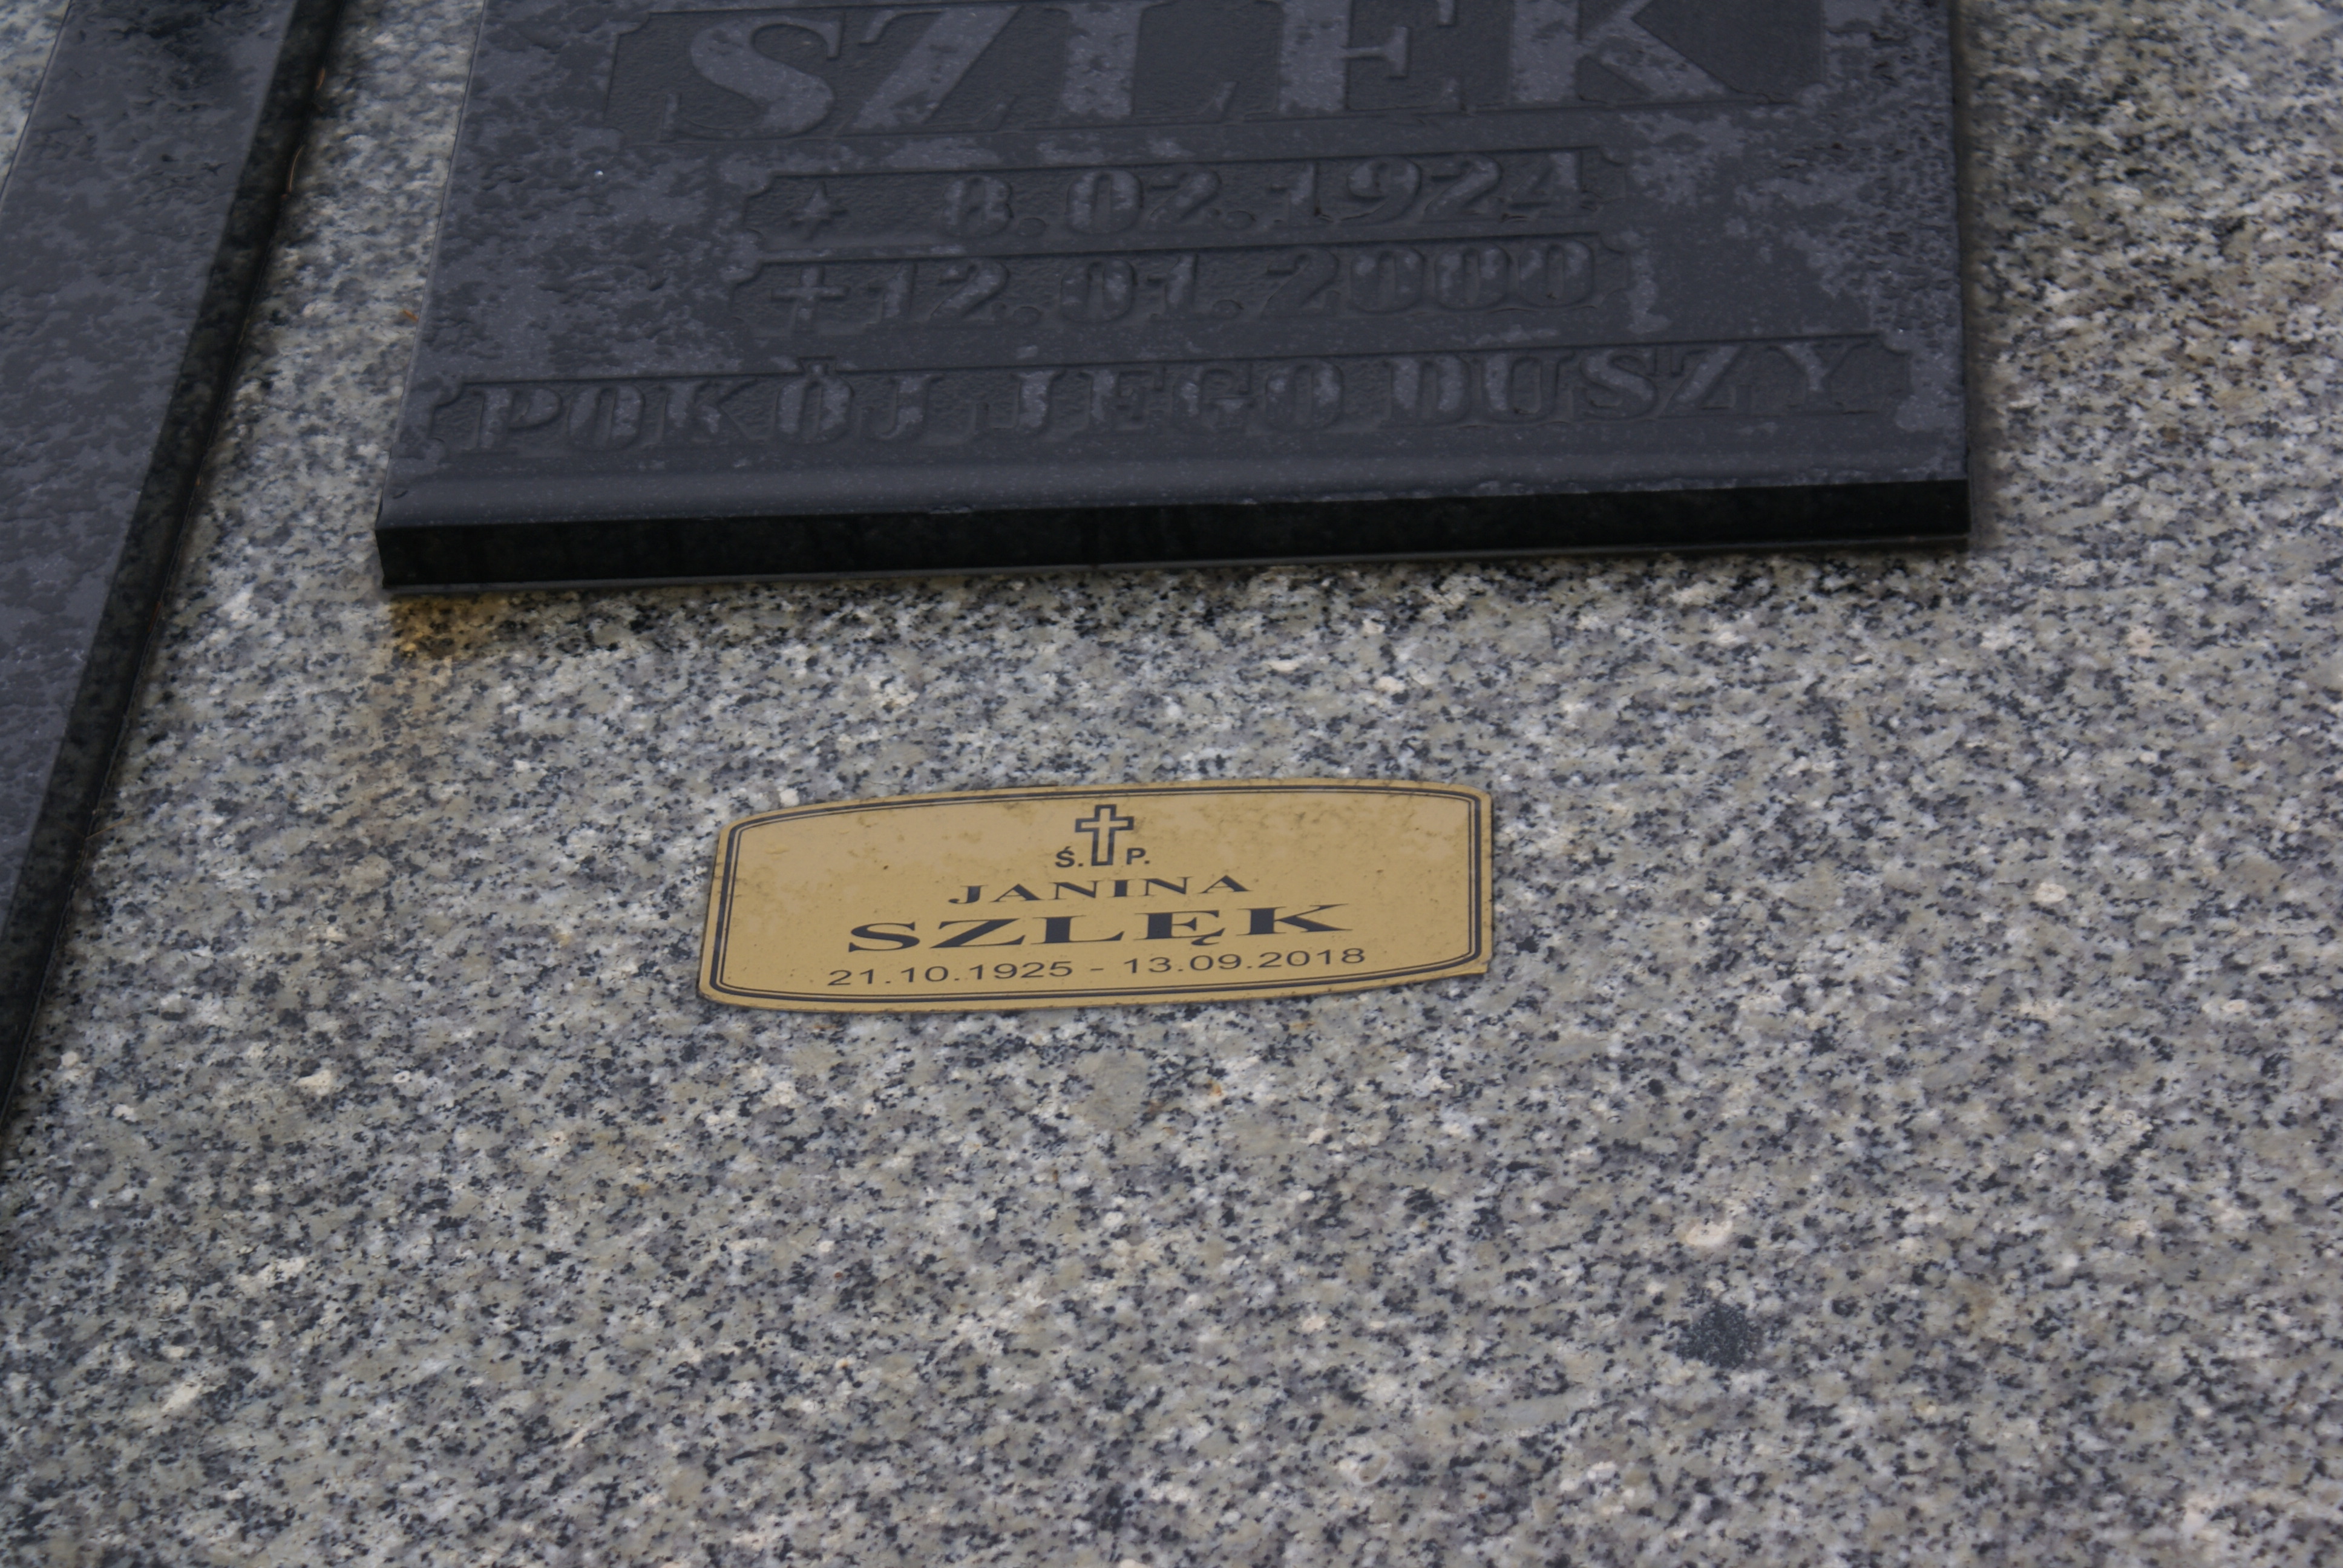 SZLĘK
★ 8.02.1924
✝ 12.01.2000
POKÓJ JEGO DUSZY
Ś. P.
JANINA
SZLĘK
21.10.1925 - 13.09.2018